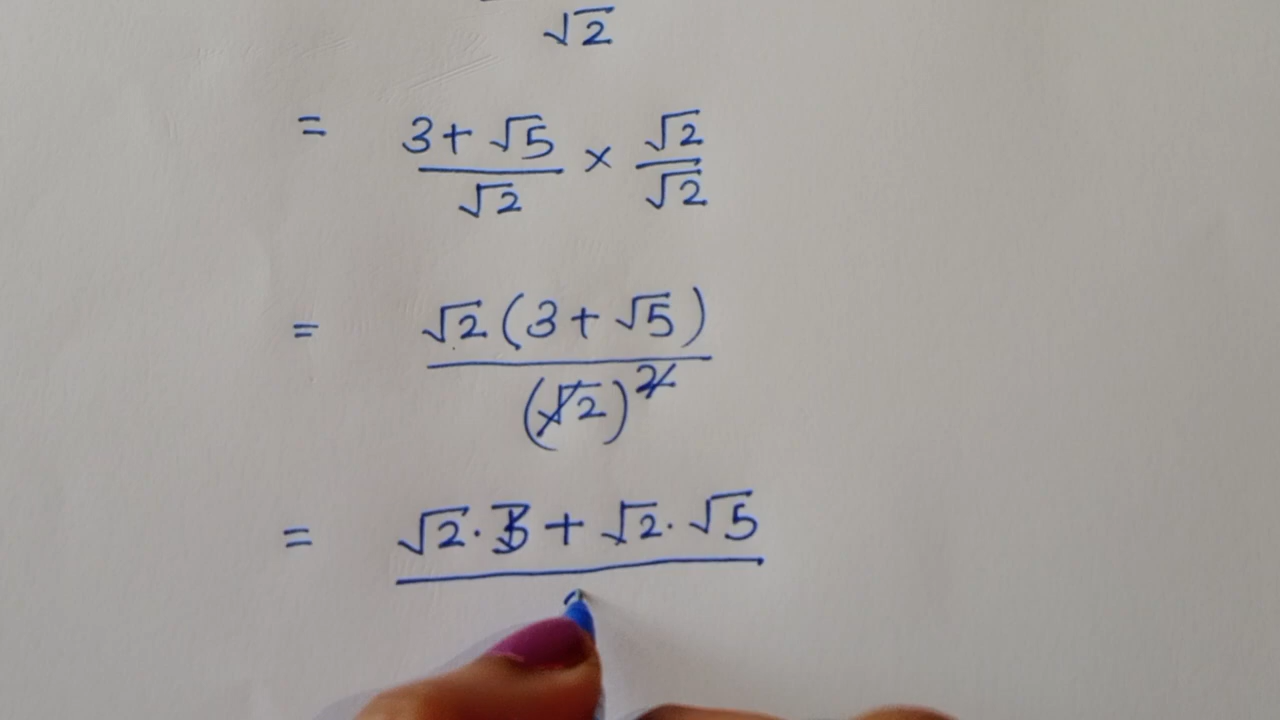 √2
= 3 + √5 / √2 × √2 / √2
= √2 (3 + √5) / (√2)²
= √2 · 3 + √2 · √5